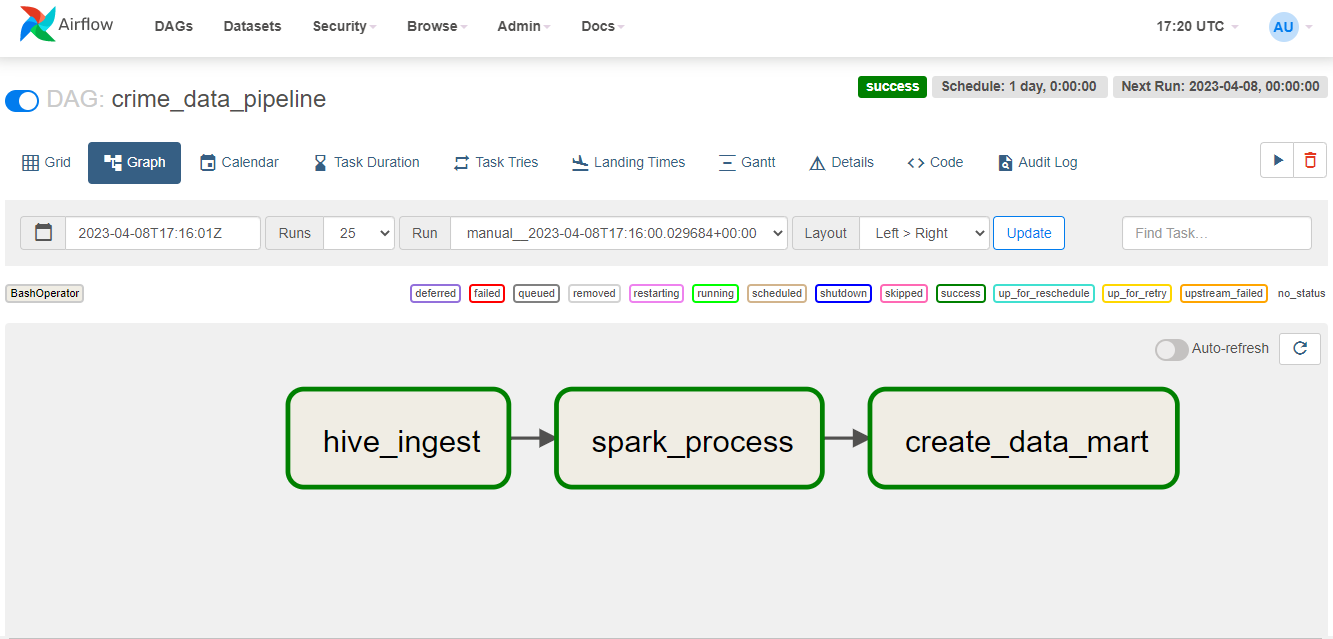 Airflow DAGs Datasets Security Browse Admin Docs 17:20 UTC AU
success Schedule: 1 day, 0:00:00 Next Run: 2023-04-08, 00:00:00
DAG: crime_data_pipeline
Grid Graph Calendar Task Duration Task Tries Landing Times Gantt Details Code Audit Log
2023-04-08T17:16:01Z Runs 25 Run manual__2023-04-08T17:16:00.029684+00:00 Layout Left > Right Update Find Task...
BashOperator deferred failed queued removed restarting running scheduled shutdown skipped success up_for_reschedule up_for_retry upstream_failed no_status
Auto-refresh
hive_ingest spark_process create_data_mart